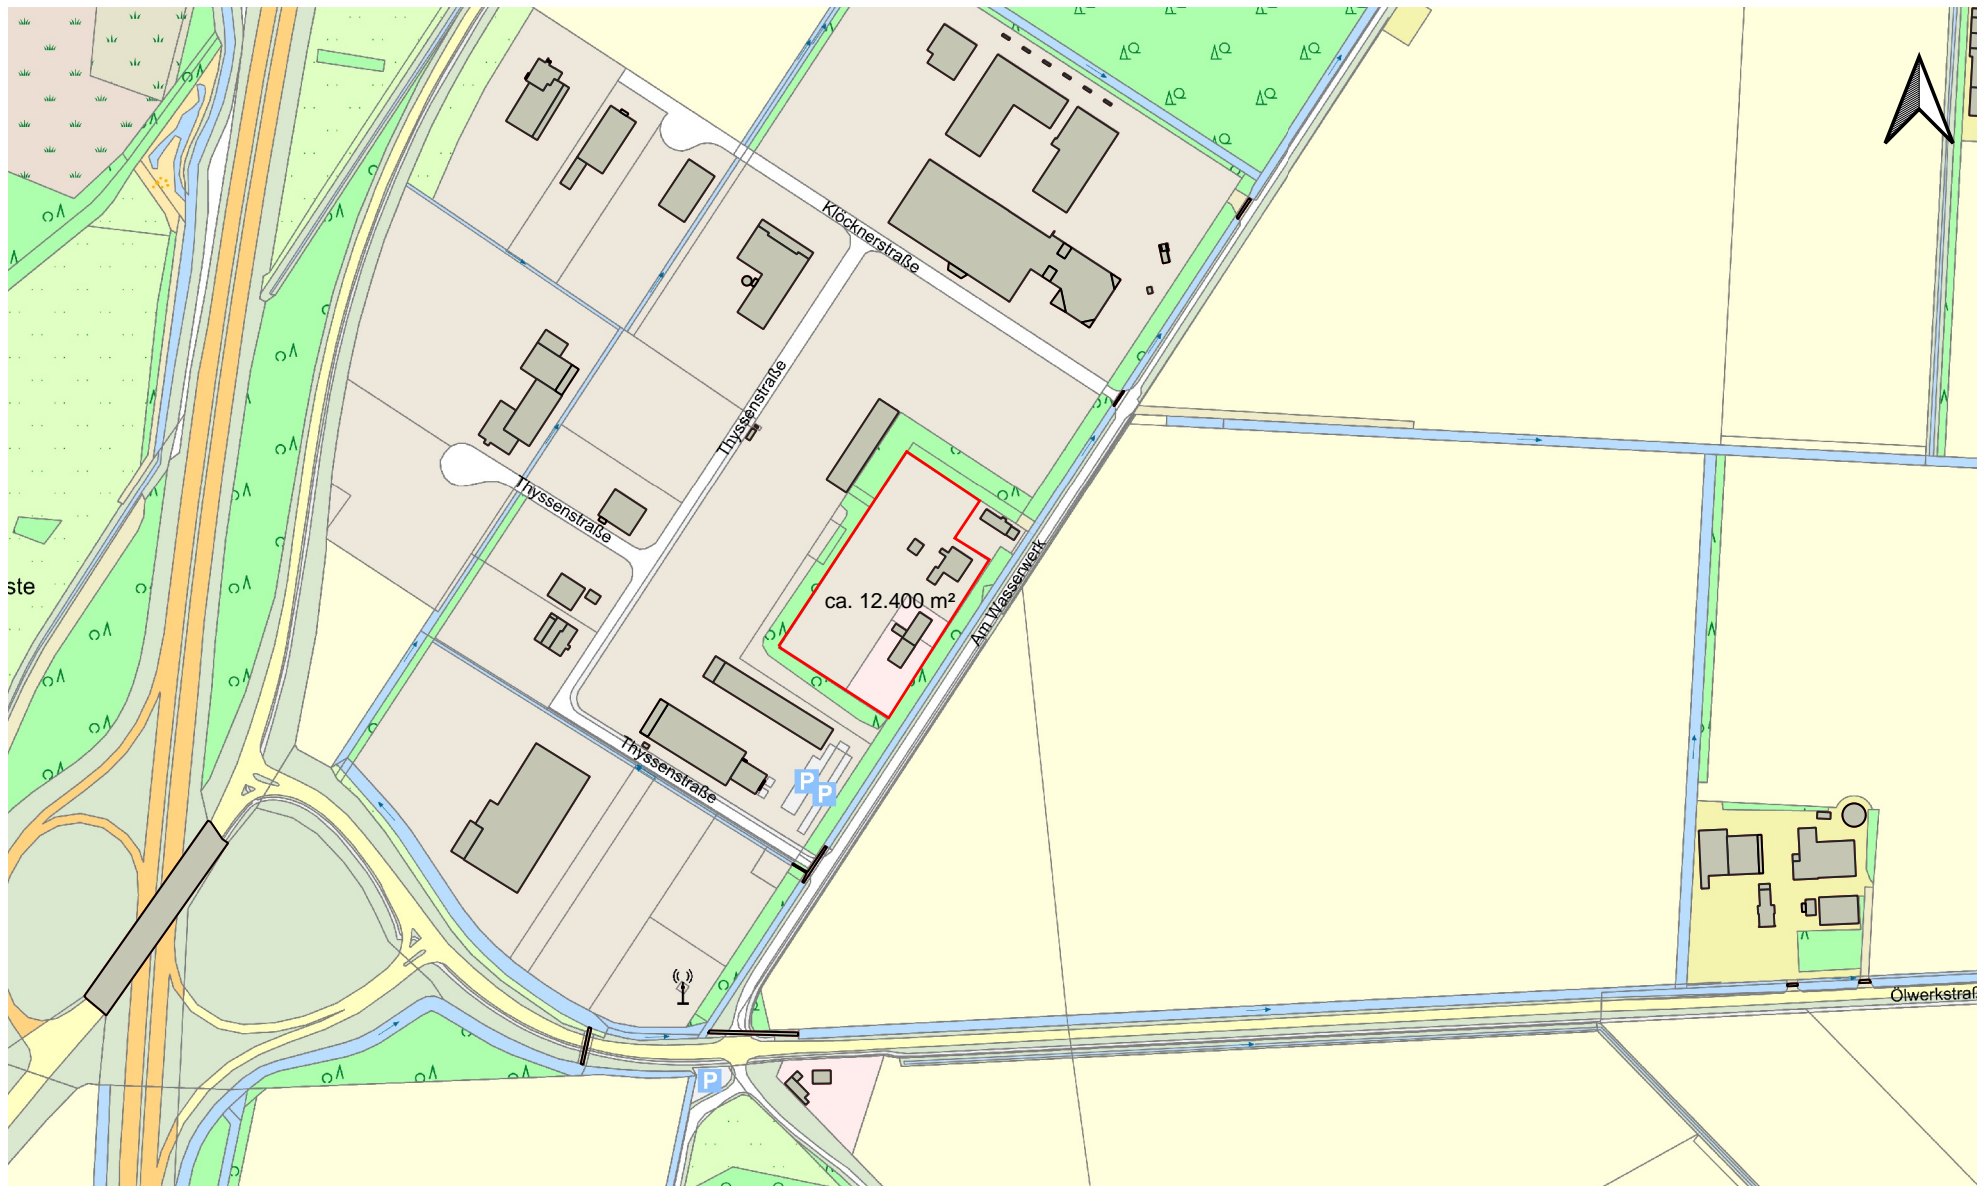 Klöcknerstraße
Thyssenstraße
Thyssenstraße
ste
Am Wasserwerk
ca. 12.400 m²
Thyssenstraße
P
P
Ölwerkstraß
P